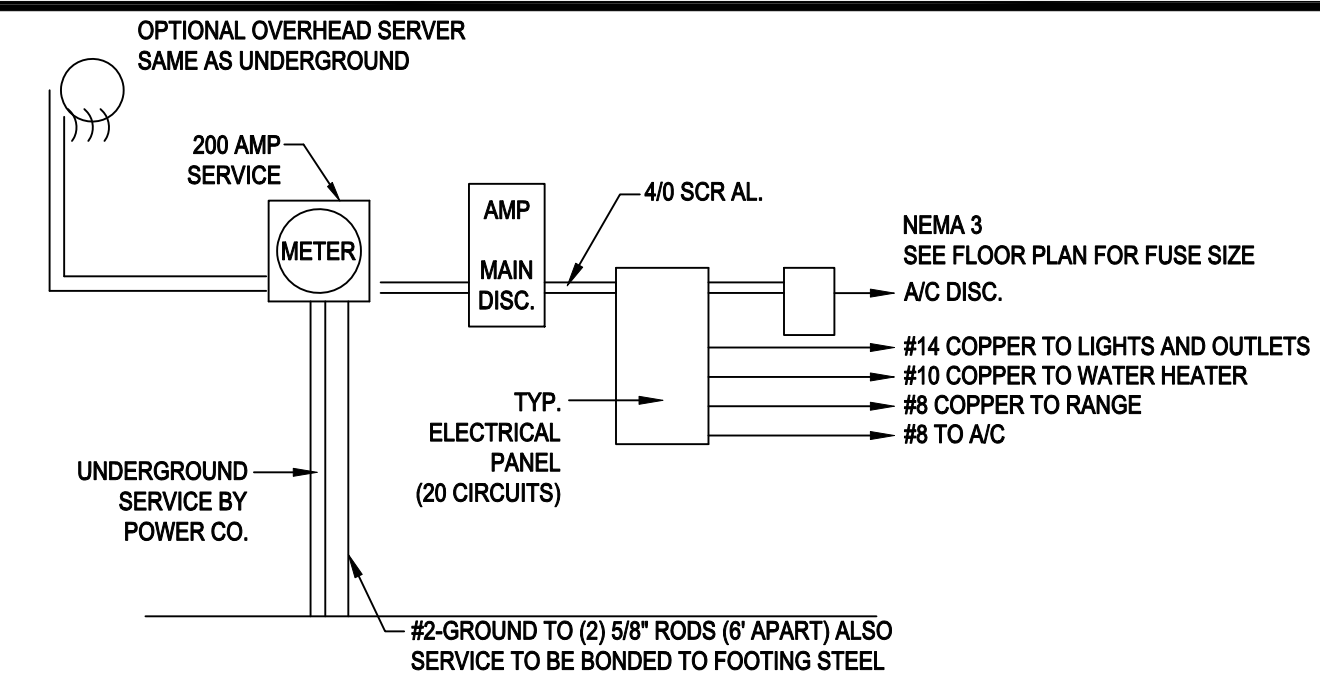 OPTIONAL OVERHEAD SERVER
SAME AS UNDERGROUND
200 AMP
SERVICE
METER
AMP
MAIN
DISC.
4/0 SCR AL.
NEMA 3
SEE FLOOR PLAN FOR FUSE SIZE
A/C DISC.
#14 COPPER TO LIGHTS AND OUTLETS
#10 COPPER TO WATER HEATER
#8 COPPER TO RANGE
#8 TO A/C
TYP.
ELECTRICAL
PANEL
(20 CIRCUITS)
UNDERGROUND
SERVICE BY
POWER CO.
#2-GROUND TO (2) 5/8" RODS (6' APART) ALSO
SERVICE TO BE BONDED TO FOOTING STEEL